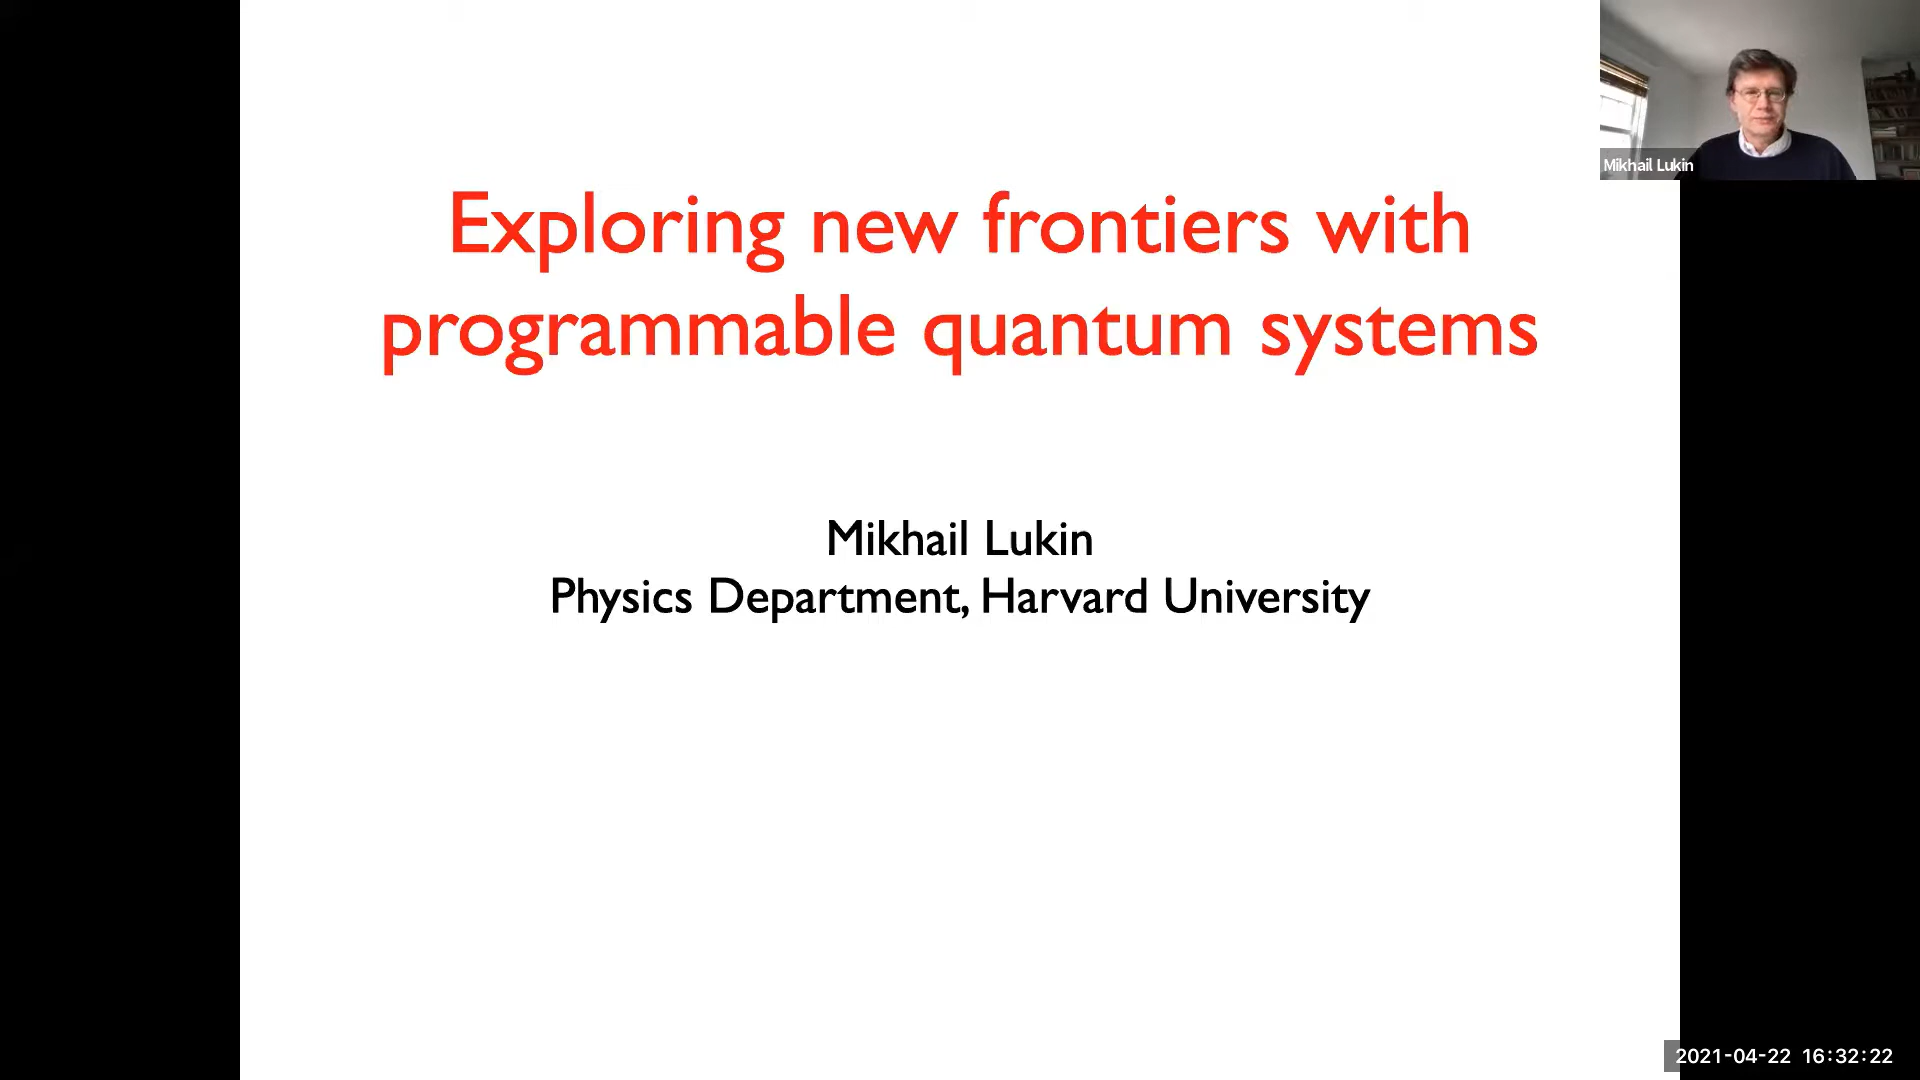 Exploring new frontiers with
programmable quantum systems
Mikhail Lukin
Physics Department, Harvard University
Mikhail Lukin
2021-04-22 16:32:22